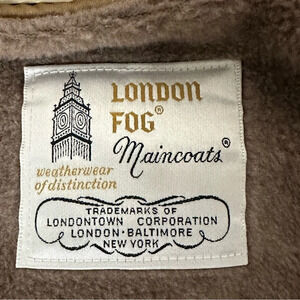 LONDON
FOG®
Maincoats®
weatherwear
of distinction
TRADEMARKS OF
LONDONTOWN CORPORATION
LONDON · BALTIMORE
NEW YORK